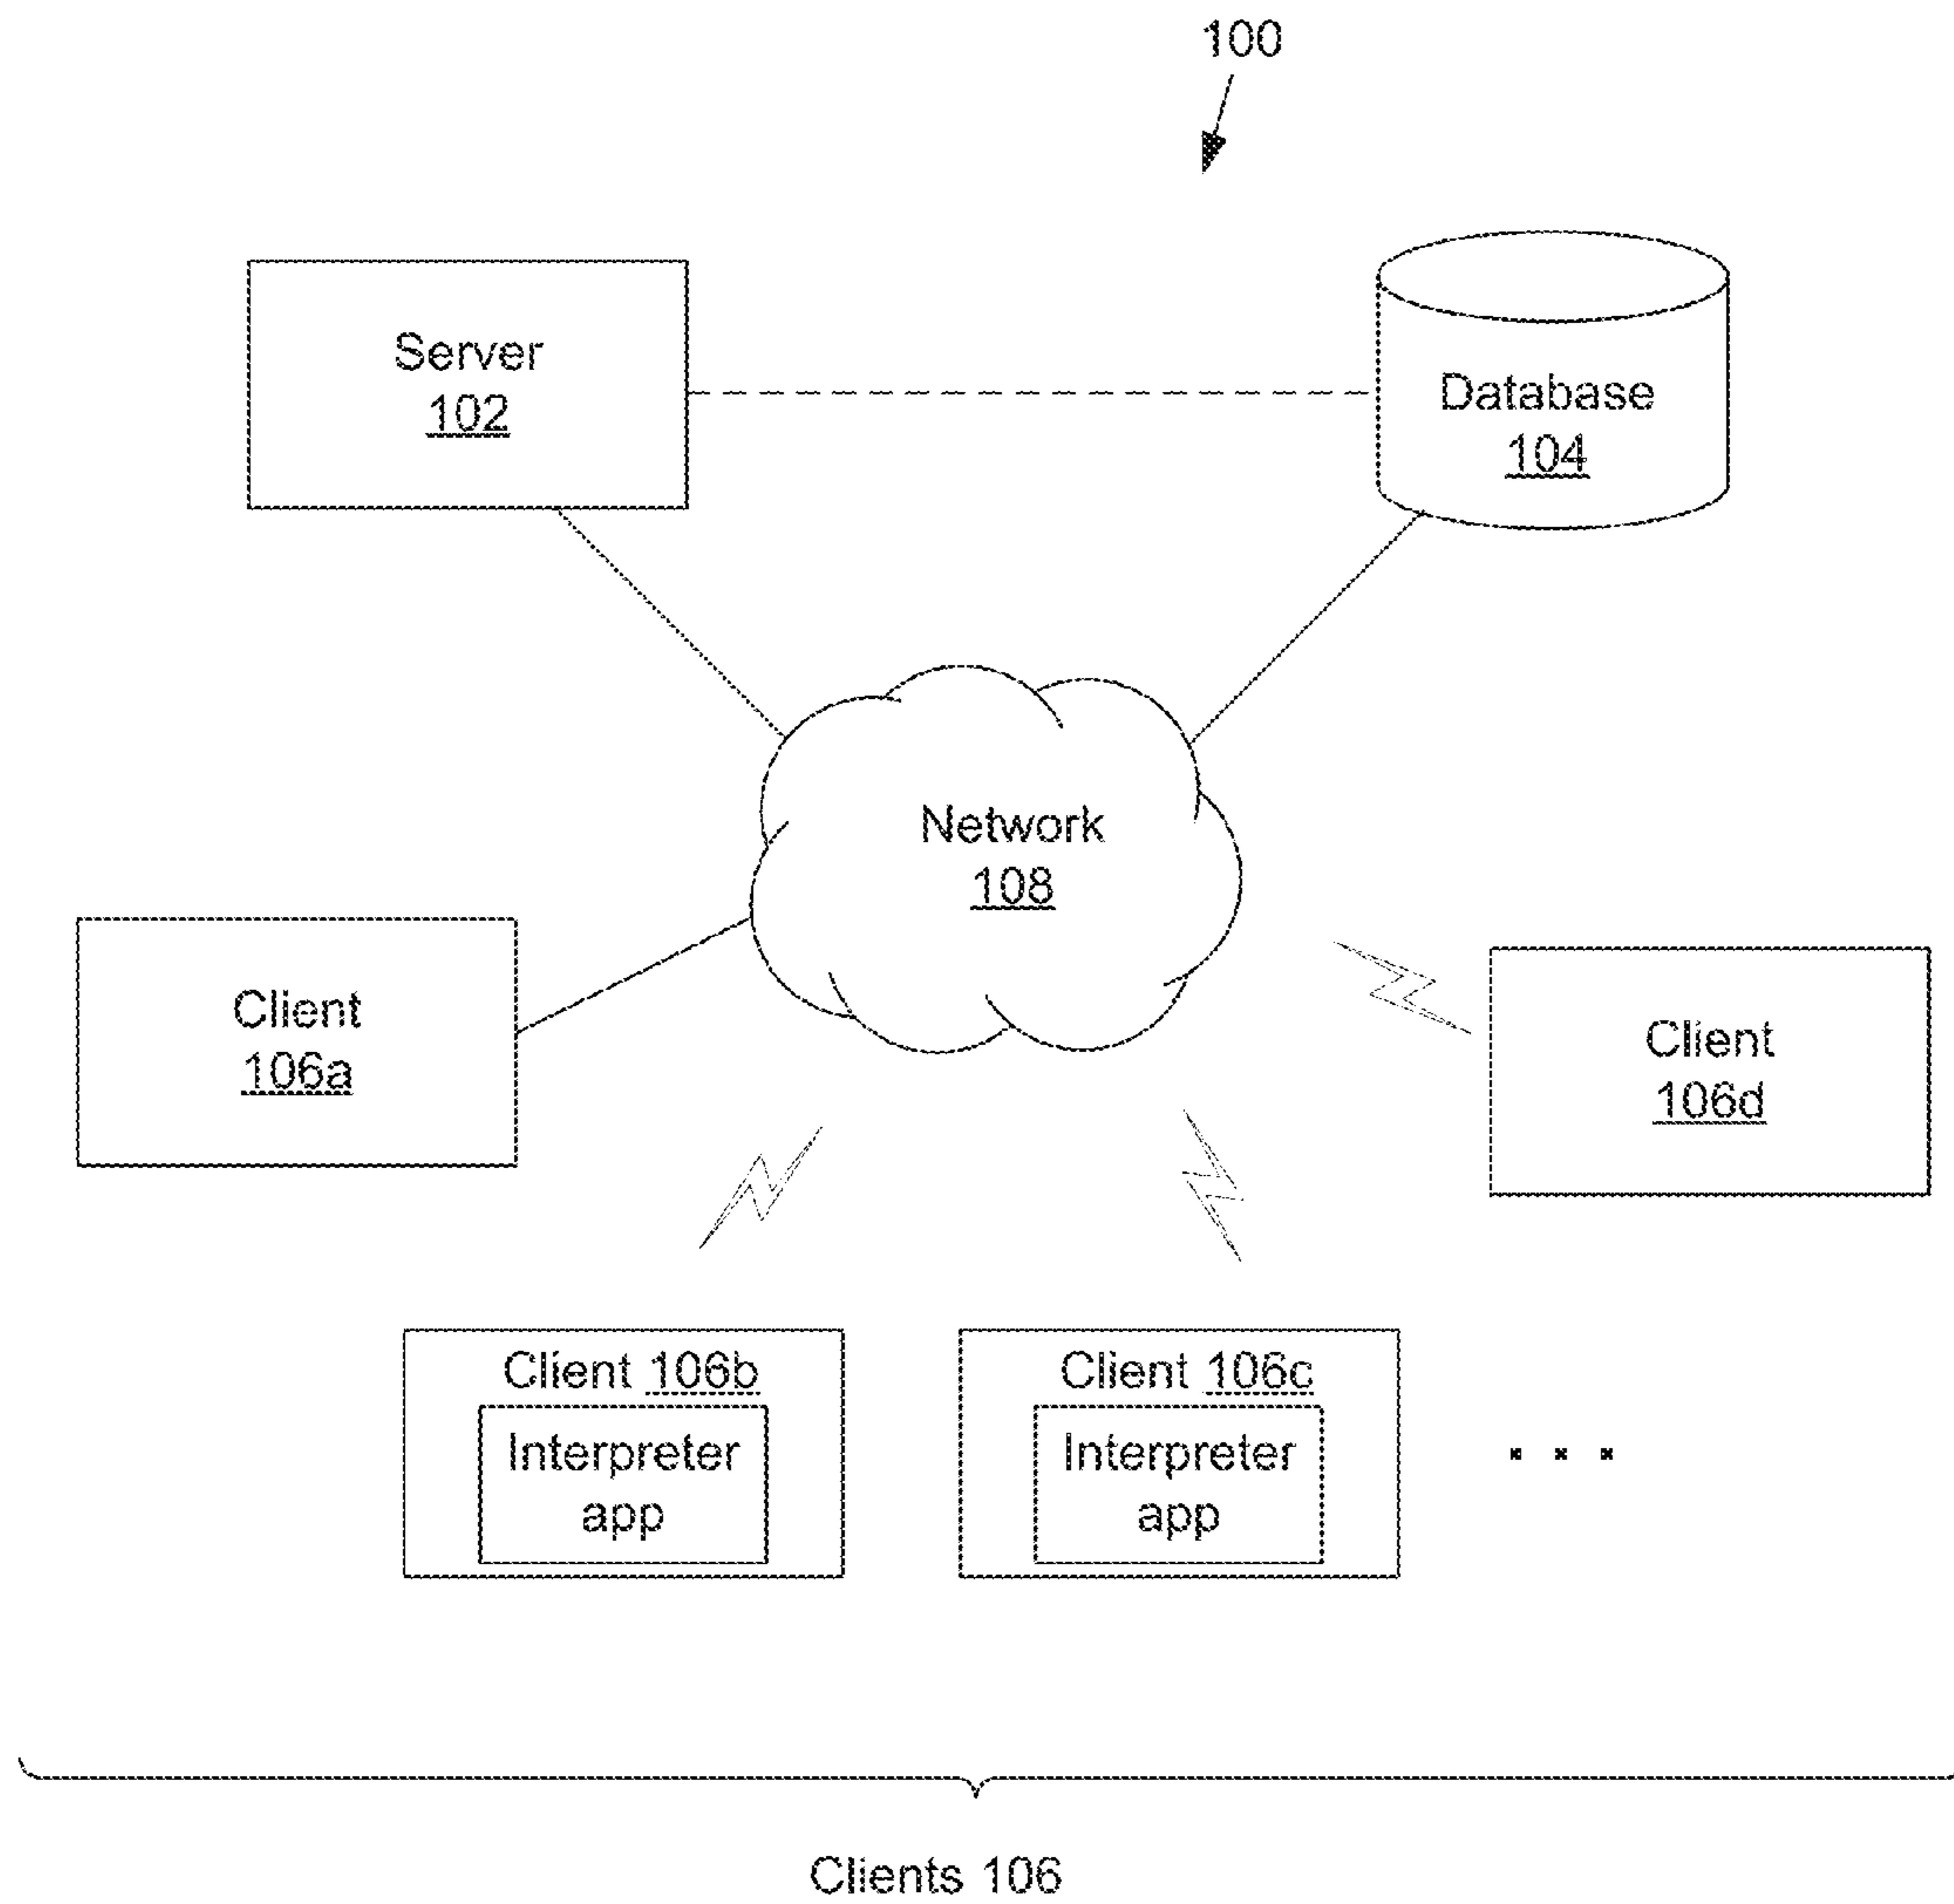 100
Server
102
Database
104
Network
108
Client
106a
Client
106d
Client 106b
Interpreter
app
Client 106c
Interpreter
app
. . .
Clients 106